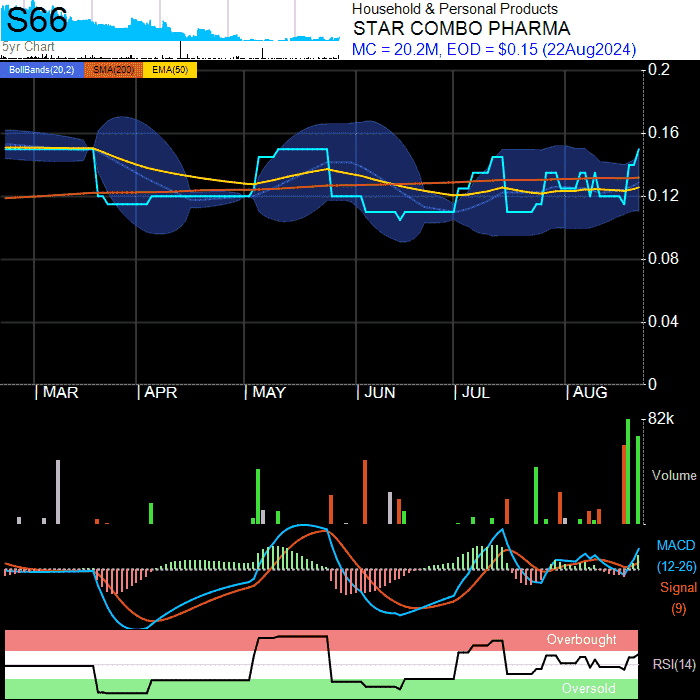 S66
5yr Chart
Household & Personal Products
STAR COMBO PHARMA
MC = 20.2M, EOD = $0.15 (22Aug2024)
BollBands(20,2) SMA(200) EMA(50)
0.2
0.16
0.12
0.08
0.04
0
| MAR | APR | MAY | JUN | JUL | AUG
82k
Volume
MACD
(12-26)
Signal
(9)
Overbought
RSI(14)
Oversold